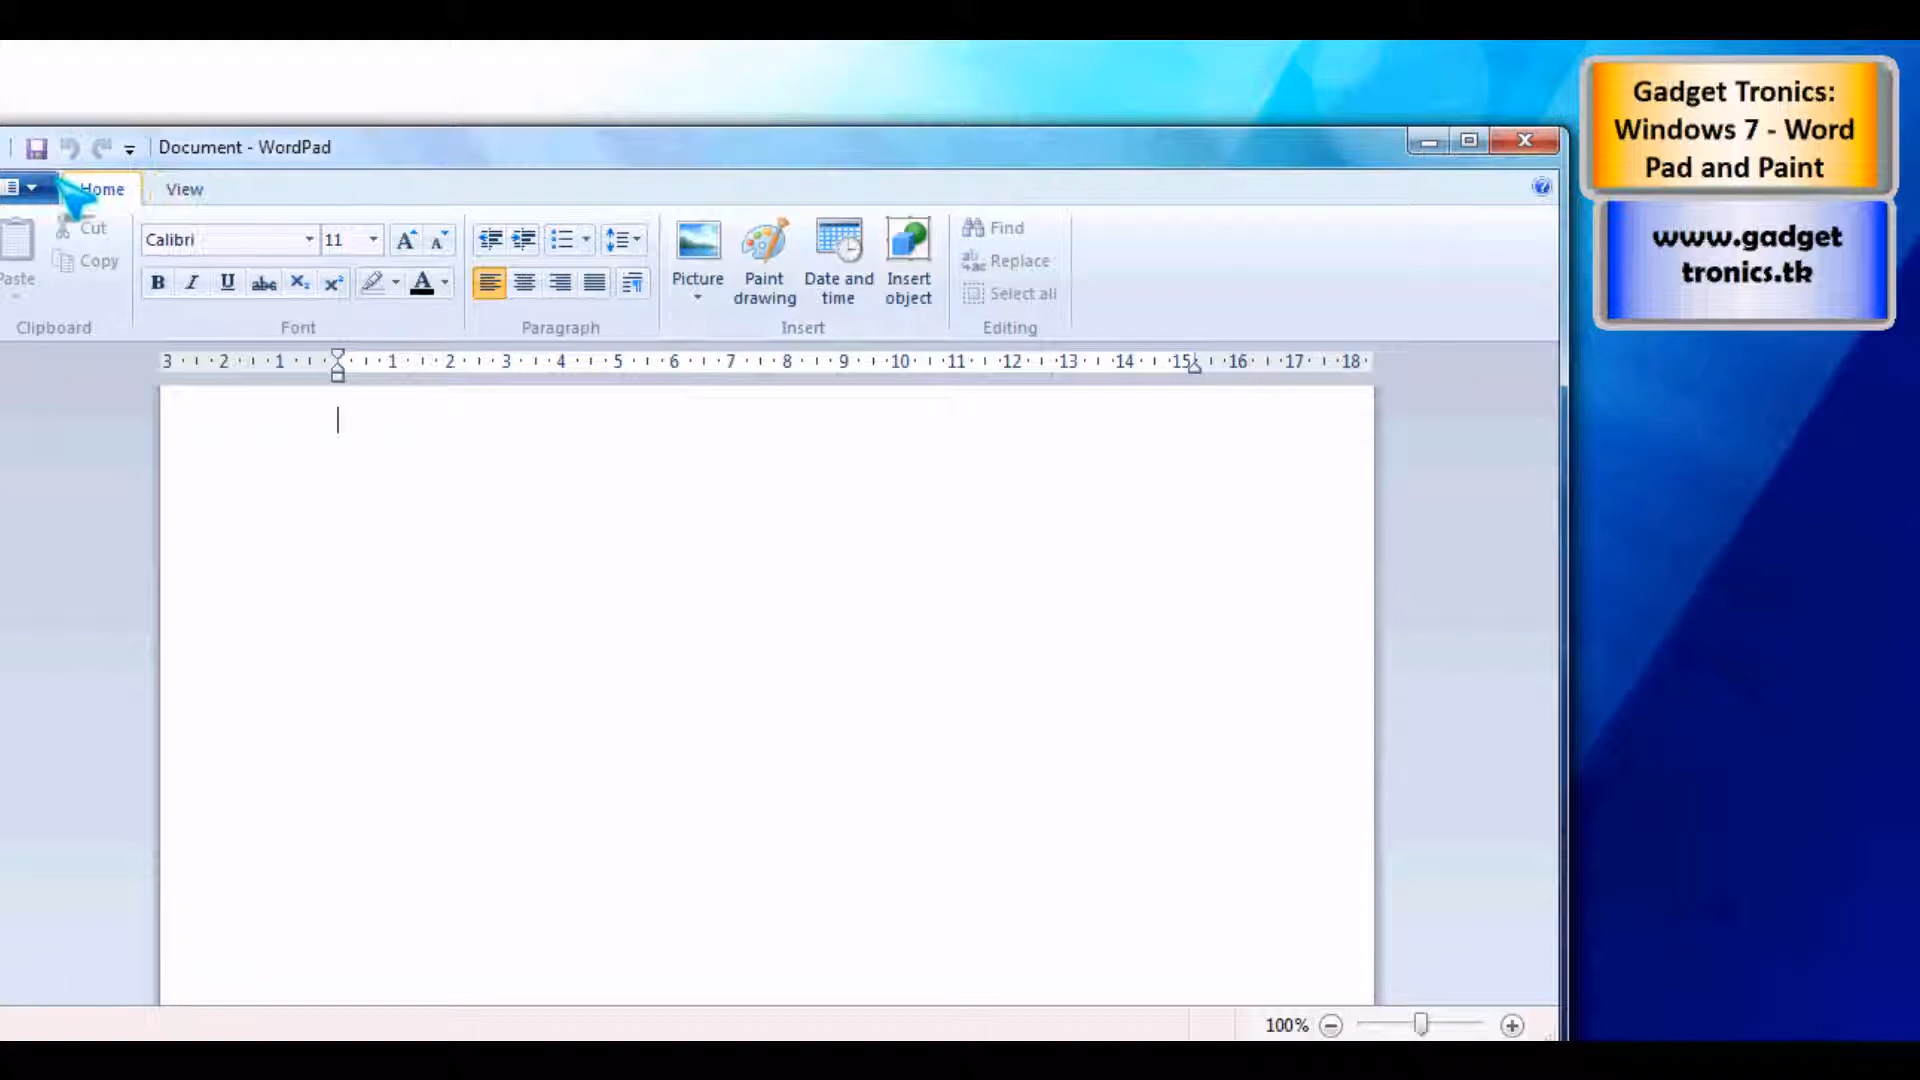 Gadget Tronics:
Windows 7 - Word
Pad and Paint
www.gadget
tronics.tk
Document - WordPad
Home View
Cut
Copy
Paste
Clipboard
Calibri 11
B I U abc X₂ X² A
Font
Paragraph
Picture
Paint
drawing
Date and
time
Insert
object
Insert
Find
Replace
Select all
Editing
3 2 1 1 2 3 4 5 6 7 8 9 10 11 12 13 14 15 16 17 18
100%